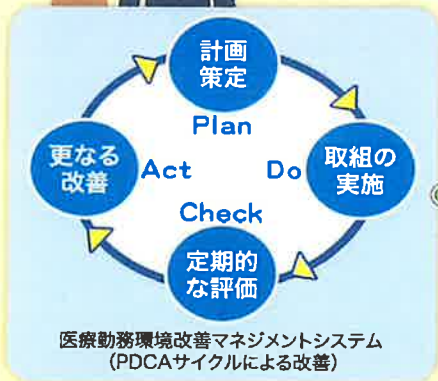 計画
策定
Plan
更なる
改善
Act
Do
取組の
実施
Check
定期的
な評価
医療勤務環境改善マネジメントシステム
(PDCAサイクルによる改善)